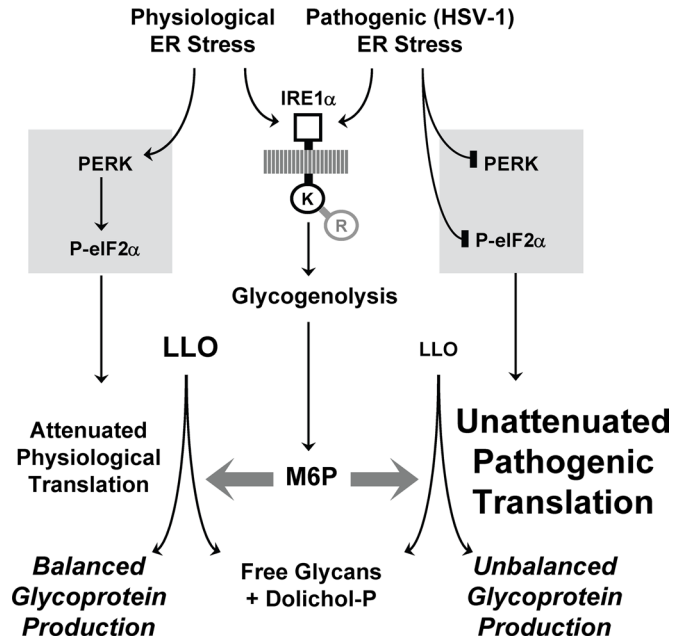 Physiological
ER Stress
Pathogenic (HSV-1)
ER Stress
IRE1α
PERK
P-eIF2α
K
R
PERK
P-eIF2α
Glycogenolysis
LLO
LLO
Attenuated
Physiological
Translation
M6P
Unattenuated
Pathogenic
Translation
Balanced
Glycoprotein
Production
Free Glycans
+ Dolichol-P
Unbalanced
Glycoprotein
Production